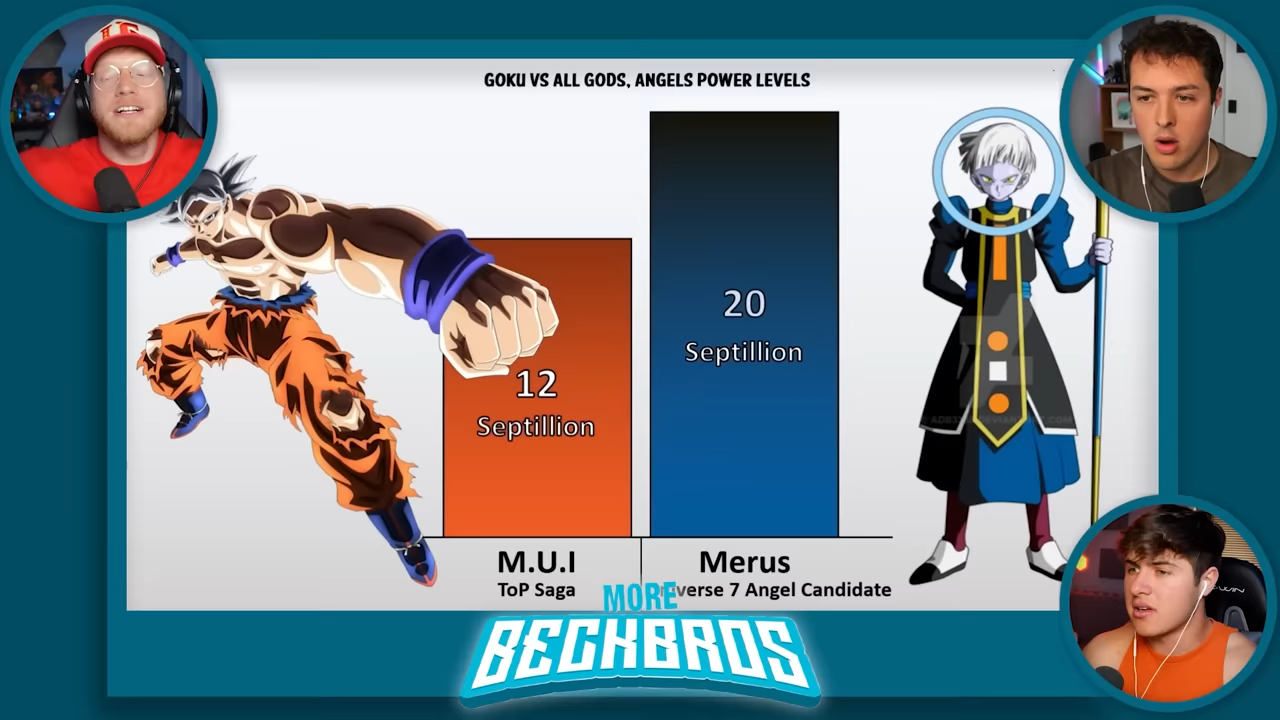 GOKU VS ALL GODS, ANGELS POWER LEVELS
20
Septillion
12
Septillion
M.U.I
Merus
ToP Saga
verse 7 Angel Candidate
MORE
BECKBROS